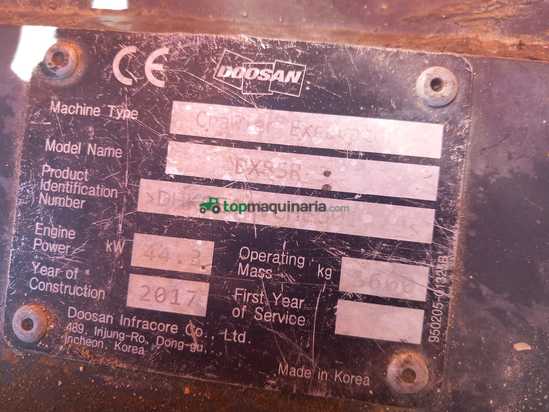 CE DOOSAN
Machine Type Crawler Excavator
Model Name DX85R
Product
Identification
Number >DHK
topmaquinaria.com
Engine
Power kW 44.3 Operating
Mass kg
Year of
Construction 2017 First Year
of Service
Doosan Infracore Co., Ltd.
489, Injung-Ro, Dong-gu,
Incheon, Korea
Made in Korea